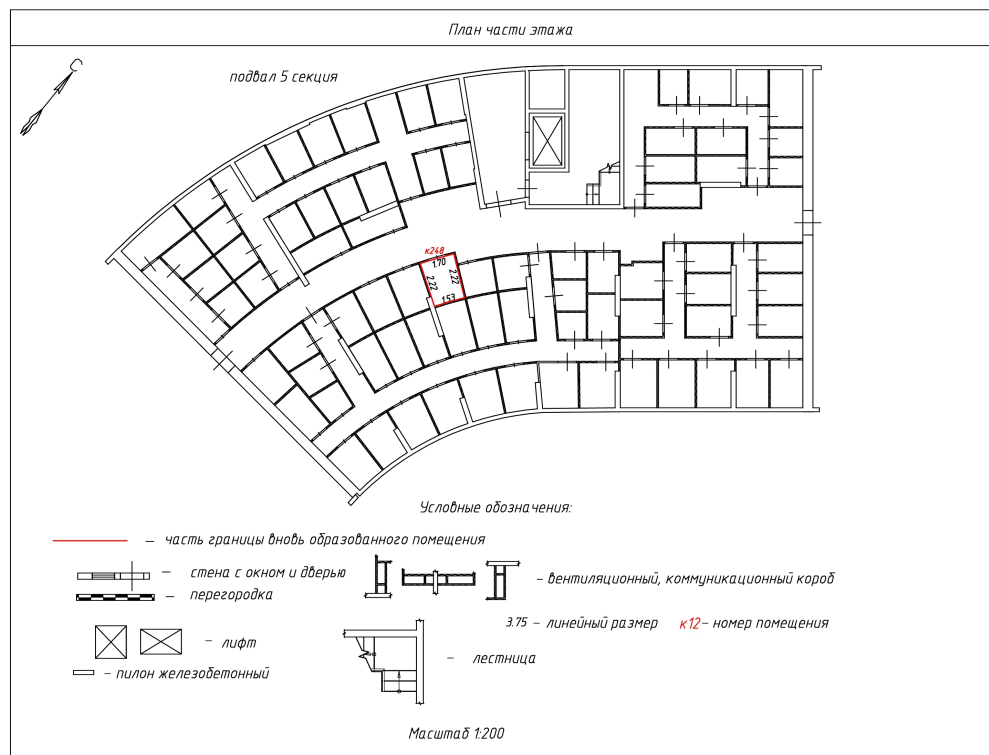 План части этажа
С
подвал 5 секция
к248
1.70
2.22
2.22
1.53
Условные обозначения:
— часть границы вновь образованного помещения
— стена с окном и дверью
— перегородка
— вентиляционный, коммуникационный короб
3.75 — линейный размер к12 — номер помещения
— лифт
— лестница
— пилон железобетонный
Масштаб 1:200